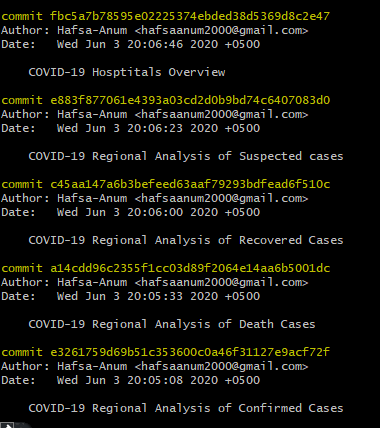 commit fbc5a7b78595e02225374ebded38d5369d8c2e47
Author: Hafsa-Anum <hafsaanum2000@gmail.com>
Date:   Wed Jun 3 20:06:46 2020 +0500
COVID-19 Hosptitals Overview
commit e883f877061e4393a03cd2d0b9bd74c6407083d0
Author: Hafsa-Anum <hafsaanum2000@gmail.com>
Date:   Wed Jun 3 20:06:23 2020 +0500
COVID-19 Regional Analysis of Suspected cases
commit c45aa147a6b3befeed63aaf79293bdfead6f510c
Author: Hafsa-Anum <hafsaanum2000@gmail.com>
Date:   Wed Jun 3 20:06:00 2020 +0500
COVID-19 Regional Analysis of Recovered Cases
commit a14cdd96c2355f1cc03d89f2064e14aa6b5001dc
Author: Hafsa-Anum <hafsaanum2000@gmail.com>
Date:   Wed Jun 3 20:05:33 2020 +0500
COVID-19 Regional Analysis of Death Cases
commit e3261759d69b51c353600c0a46f31127e9acf72f
Author: Hafsa-Anum <hafsaanum2000@gmail.com>
Date:   Wed Jun 3 20:05:08 2020 +0500
COVID-19 Regional Analysis of Confirmed Cases